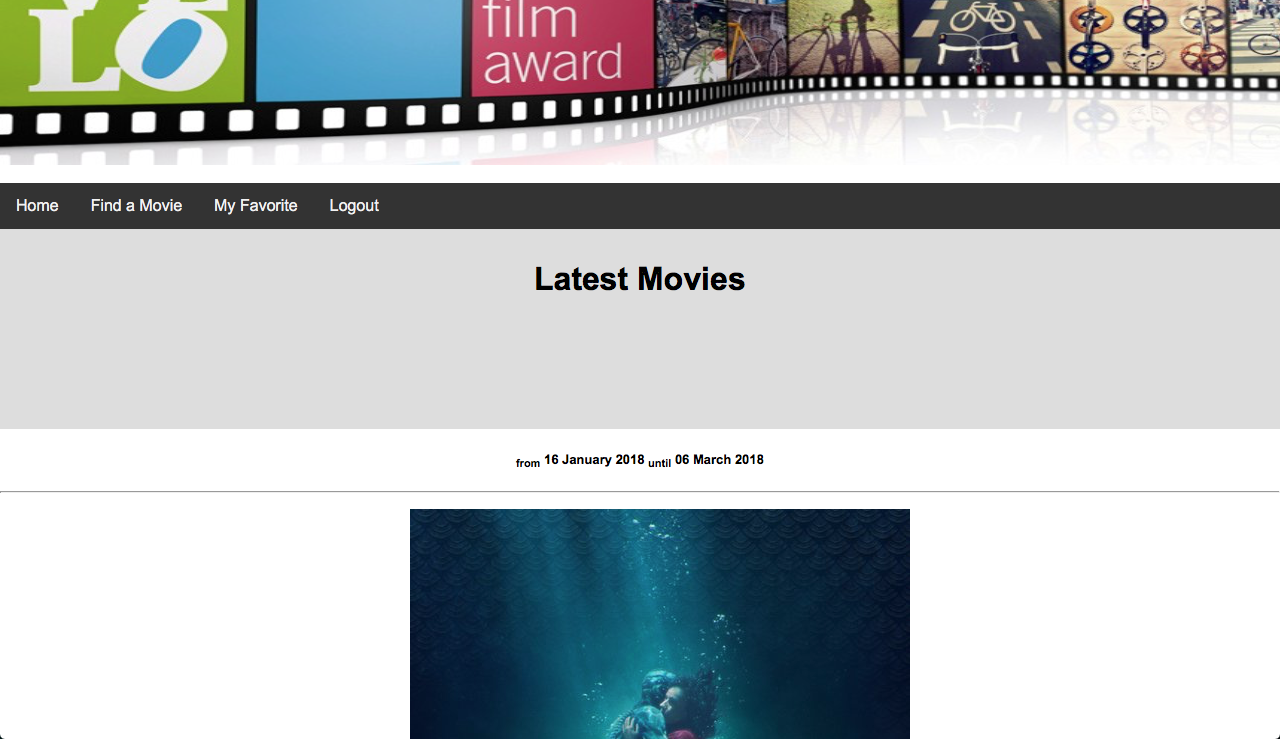 LO
film
award
Home Find a Movie My Favorite Logout
Latest Movies
from 16 January 2018 until 06 March 2018